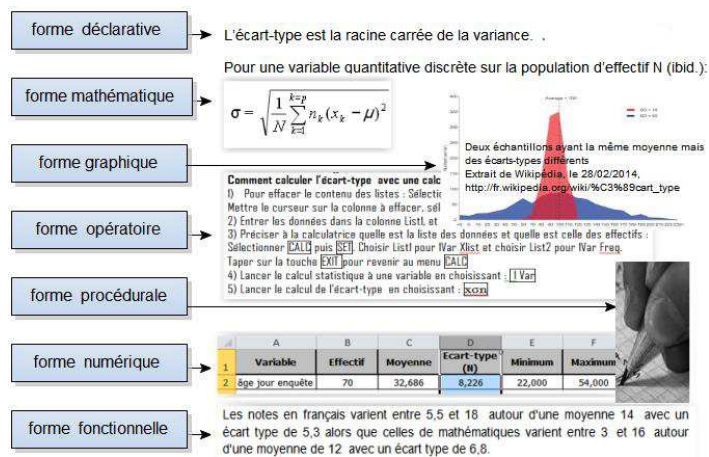 forme déclarative
L'écart-type est la racine carrée de la variance. .
Pour une variable quantitative discrète sur la population d'effectif N (ibid.):
forme mathématique
σ = √(1/N ∑_{k=1}^{k=p} n_k (x_k − μ)²)
forme graphique
Average = 100
Deux échantillons ayant la même moyenne mais
des écarts-types différents
Extrait de Wikipédia, le 28/02/2014,
http://fr.wikipedia.org/wiki/%C3%89cart_type
forme opératoire
Comment calculer l'écart-type avec une calc
1) Pour effacer le contenu des listes : Sélectio
Mettre le curseur sur la colonne à effacer, sél
2) Entrer les données dans la colonne List1, et
3) Préciser à la calculatrice quelle est la liste des données et quelle est celle des effectifs :
Sélectionner CALC puis SET. Choisir List1 pour 1Var Xlist et choisir List2 pour 1Var Freq.
Taper sur la touche EXIT pour revenir au menu CALC
4) Lancer le calcul statistique à une variable en choisissant : 1 Var
5) Lancer le calcul de l'écart-type en choisissant : xσn
forme procédurale
forme numérique
A B C D E F
1 Variable Effectif Moyenne Ecart-type (N) Minimum Maximum
2 âge jour enquête 70 32,686 8,226 22,000 54,000
forme fonctionnelle
Les notes en français varient entre 5,5 et 18 autour d'une moyenne 14 avec un
écart type de 5,3 alors que celles de mathématiques varient entre 3 et 16 autour
d'une moyenne de 12 avec un écart type de 6,8.